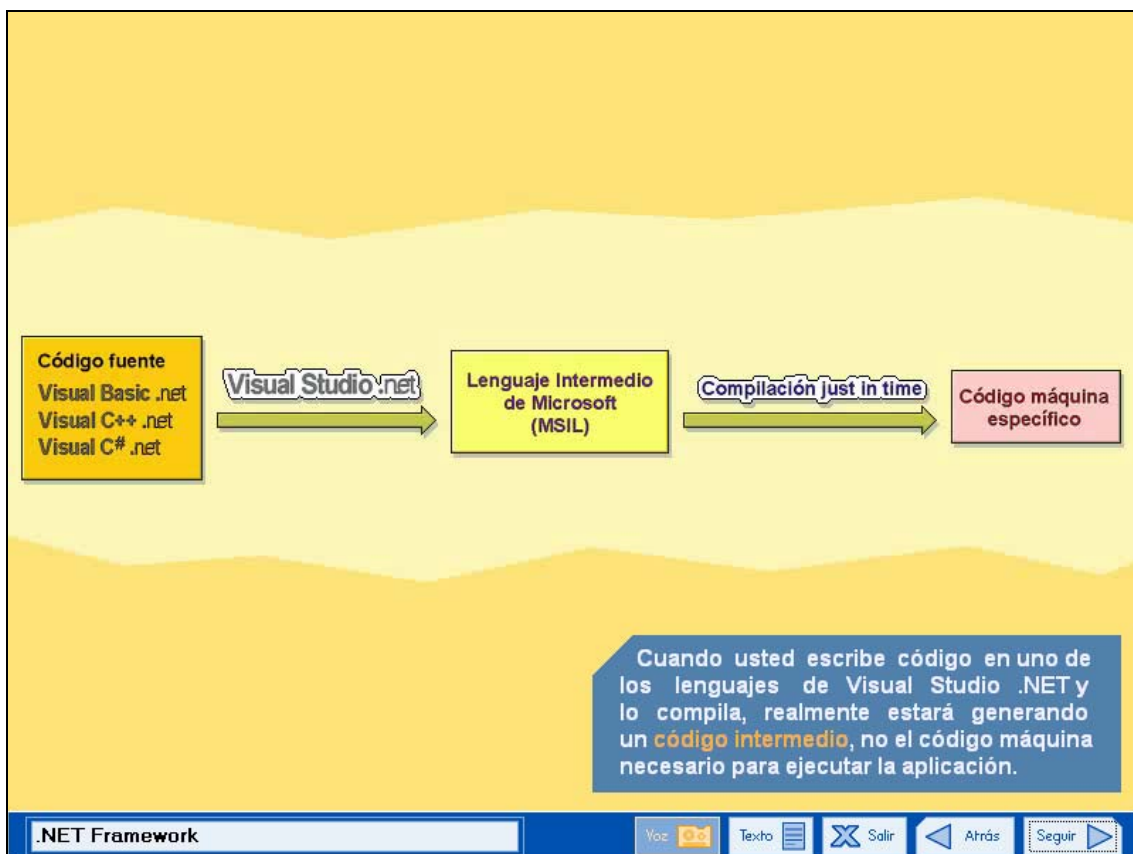 Código fuente
Visual Basic .net
Visual C++ .net
Visual C# .net
Visual Studio .net
Lenguaje Intermedio
de Microsoft
(MSIL)
Compilación just in time
Código máquina
específico
Cuando usted escribe código en uno de
los lenguajes de Visual Studio .NET y
lo compila, realmente estará generando
un código intermedio, no el código máquina
necesario para ejecutar la aplicación.
.NET Framework
Voz
Texto
Salir
Atrás
Seguir